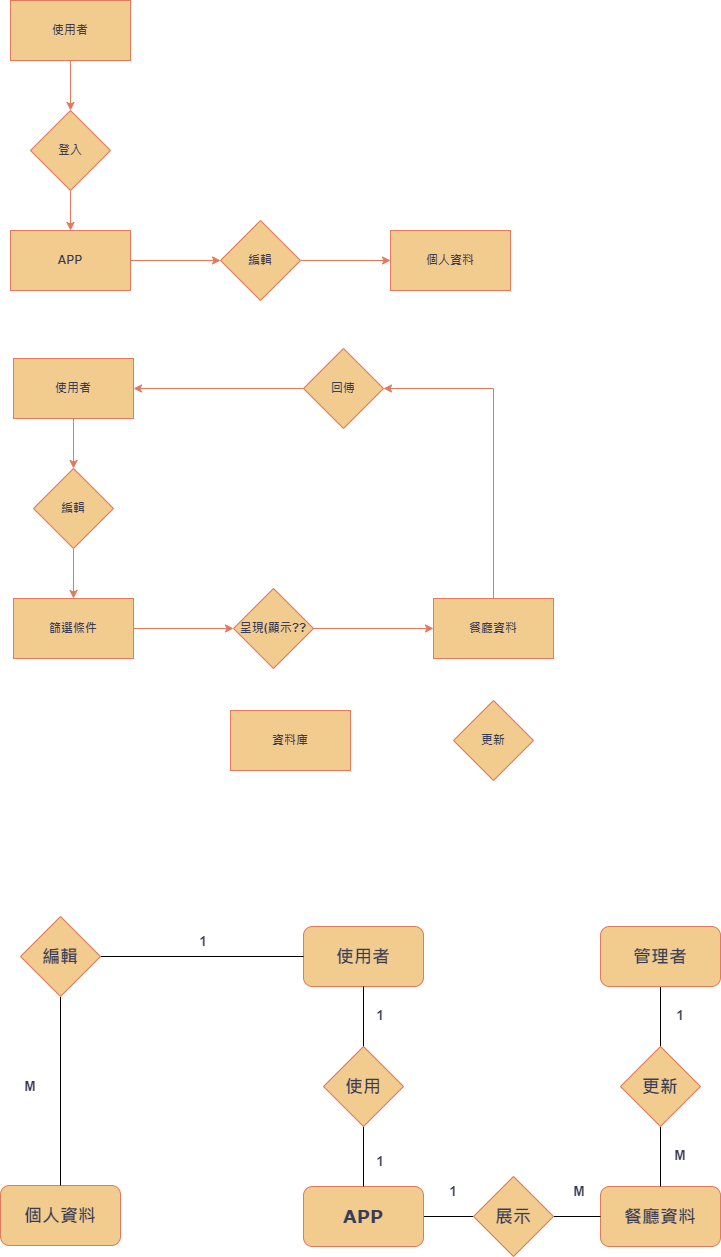 使用者
登入
APP
編輯
個人資料
使用者
回傳
編輯
篩選條件
呈現(顯示??
餐廳資料
資料庫
更新
編輯
1
使用者
管理者
1
1
M
使用
更新
1
M
個人資料
APP
1
展示
M
餐廳資料